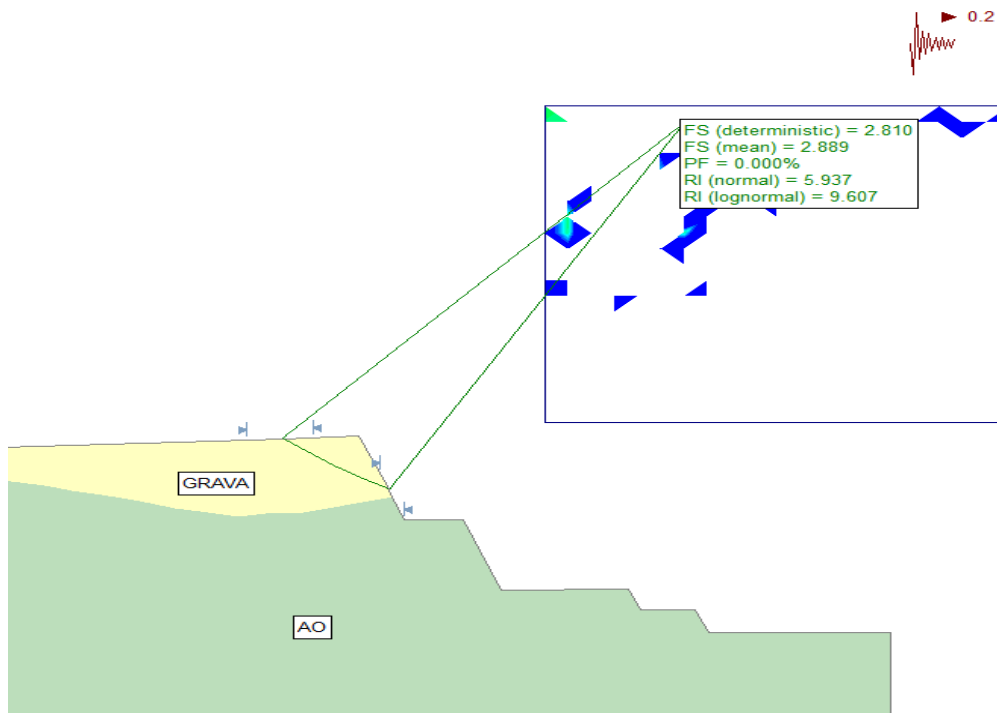 0.2
FS (deterministic) = 2.810
FS (mean) = 2.889
PF = 0.000%
RI (normal) = 5.937
RI (lognormal) = 9.607
GRAVA
AO